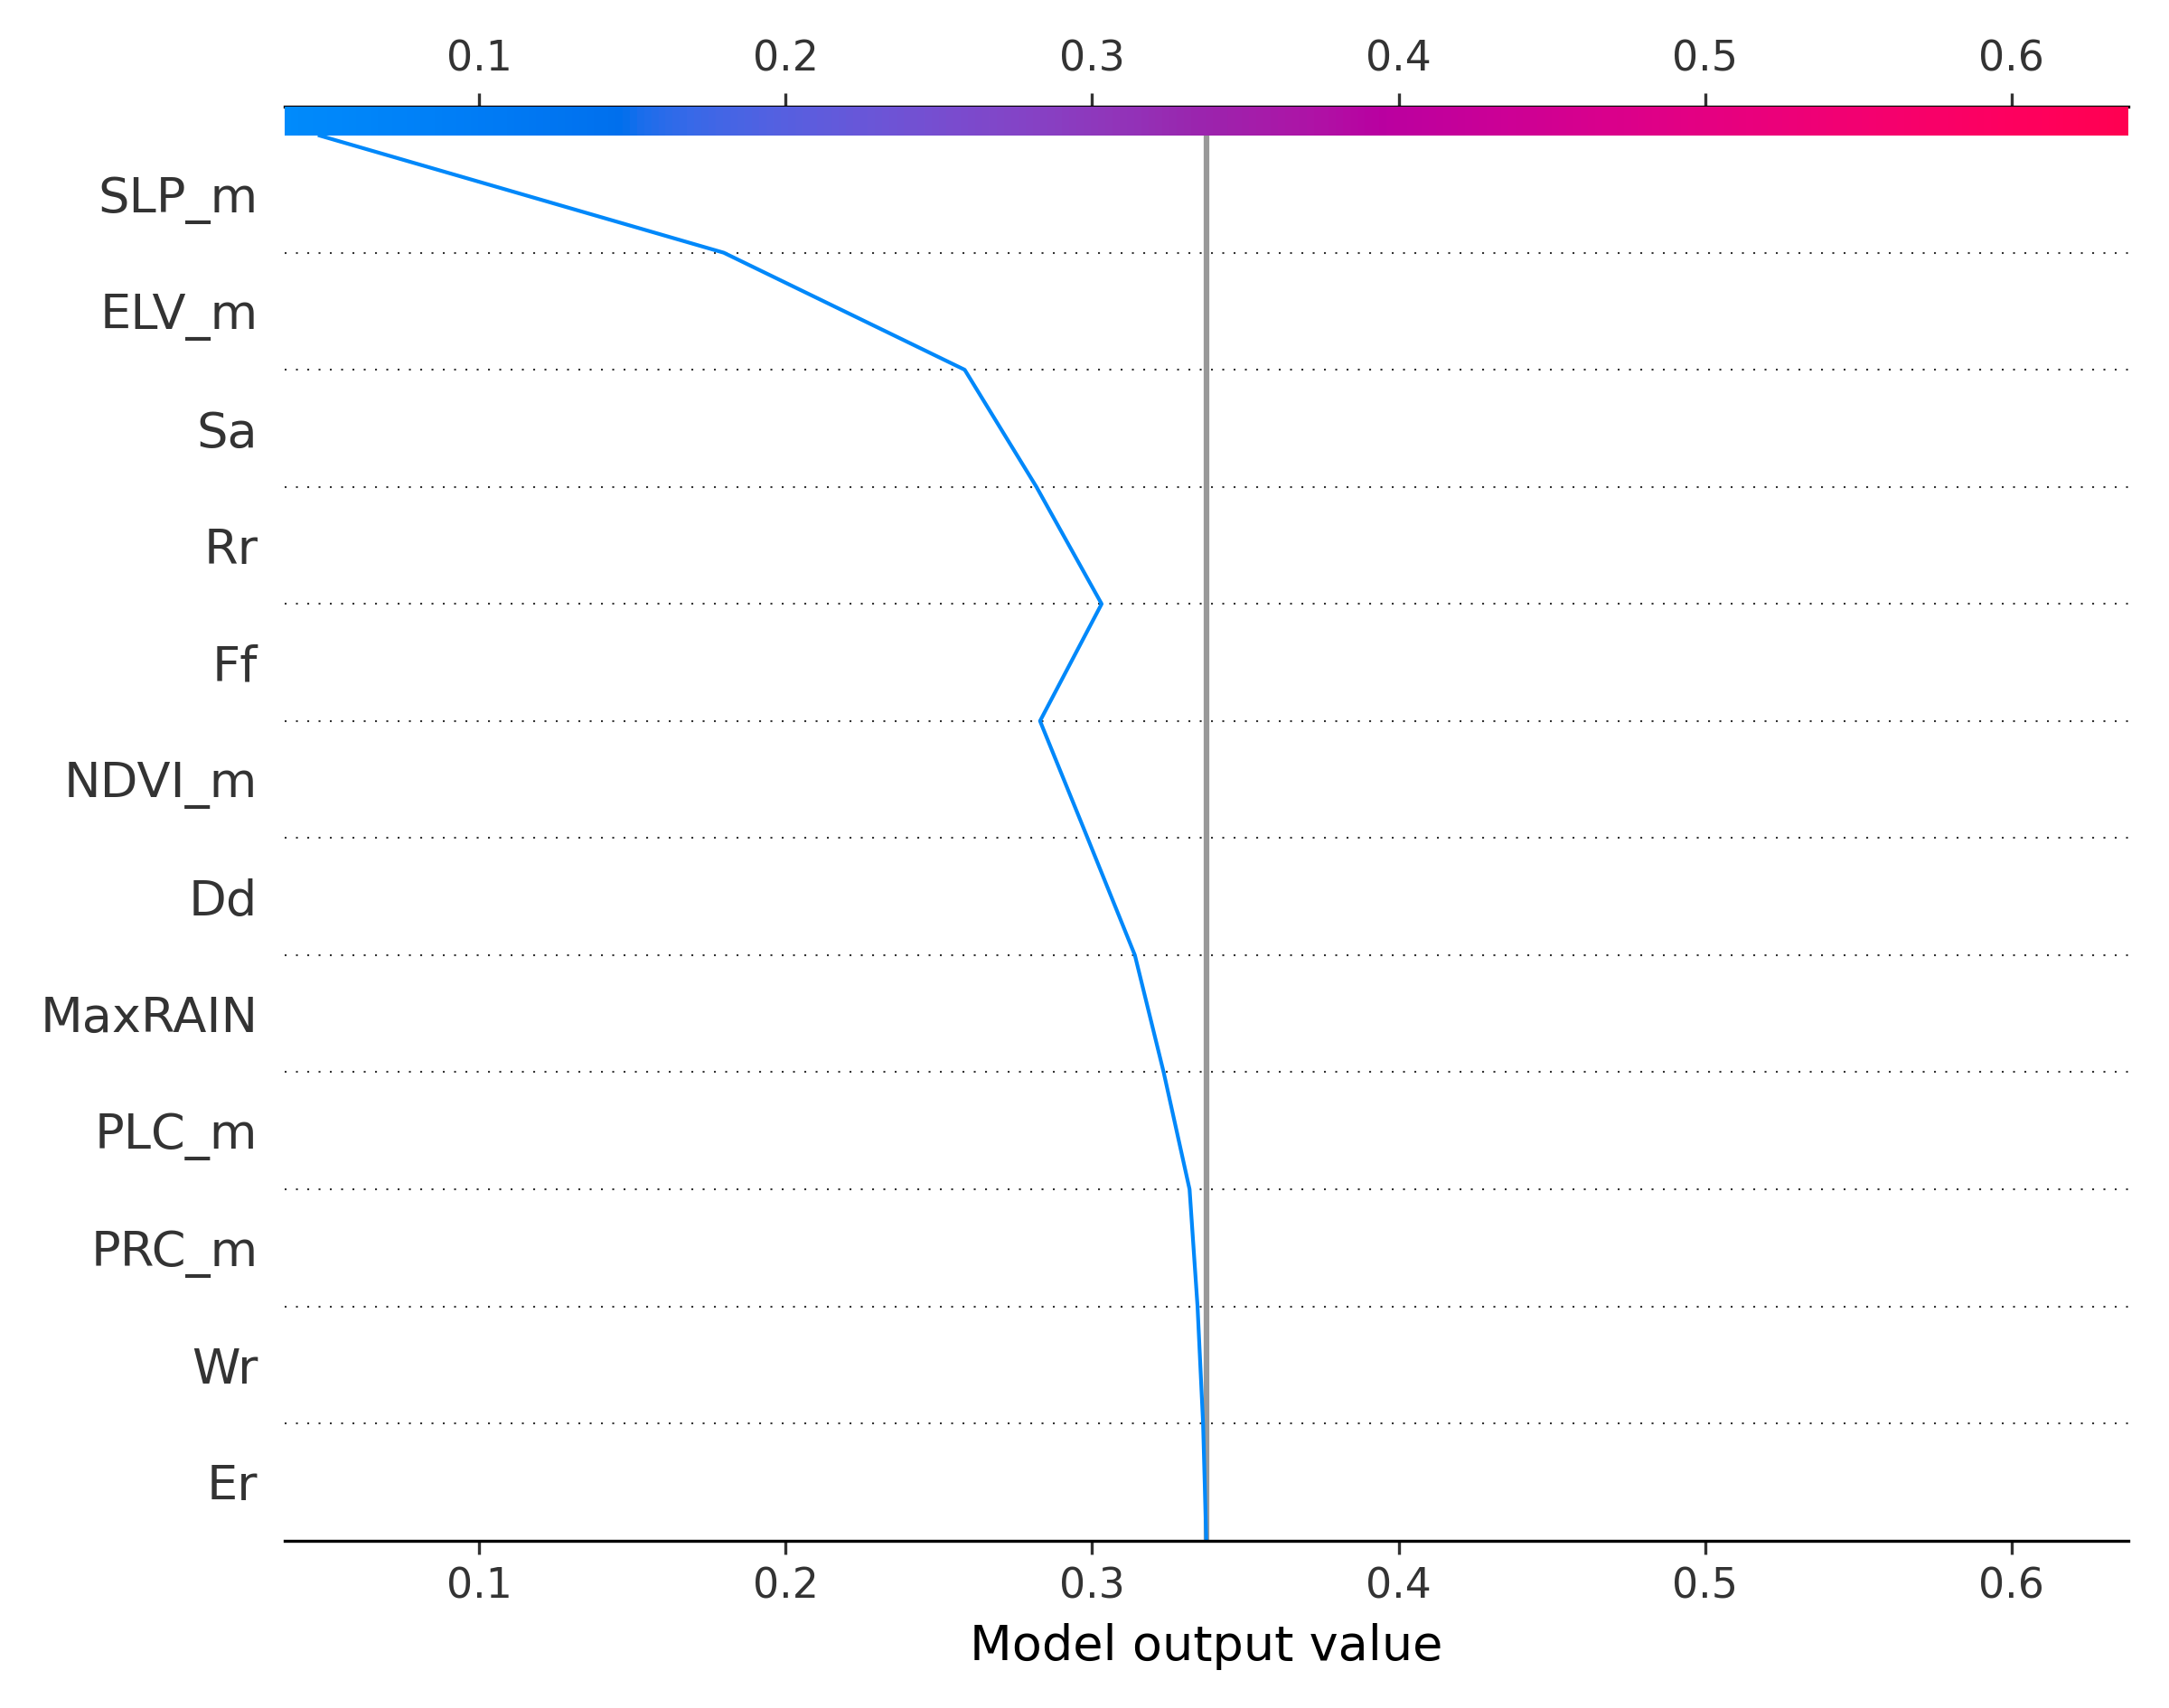 0.1 0.2 0.3 0.4 0.5 0.6
SLP_m
ELV_m
Sa
Rr
Ff
NDVI_m
Dd
MaxRAIN
PLC_m
PRC_m
Wr
Er
0.1 0.2 0.3 0.4 0.5 0.6
Model output value